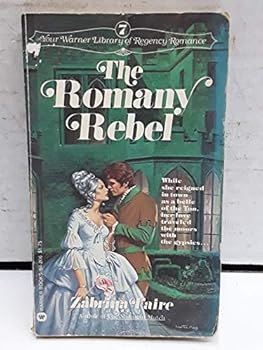 7
Your Warner Library of Regency Romance
The
Romany
Rebel
While
she reigned
in town
as a belle
of the Ton,
her love
traveled
the moors
with
the gypsies...
Zabrina Faire